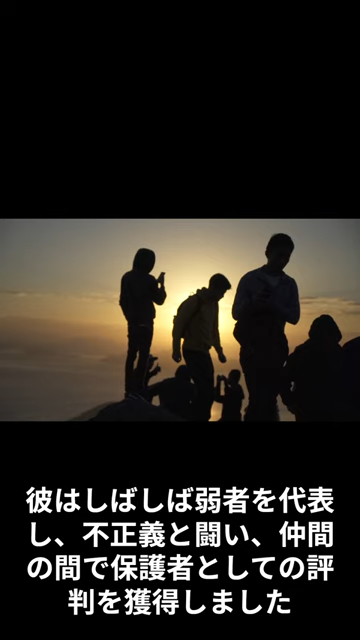 彼はしばしば弱者を代表
し、不正義と闘い、仲間
の間で保護者としての評
判を獲得しました